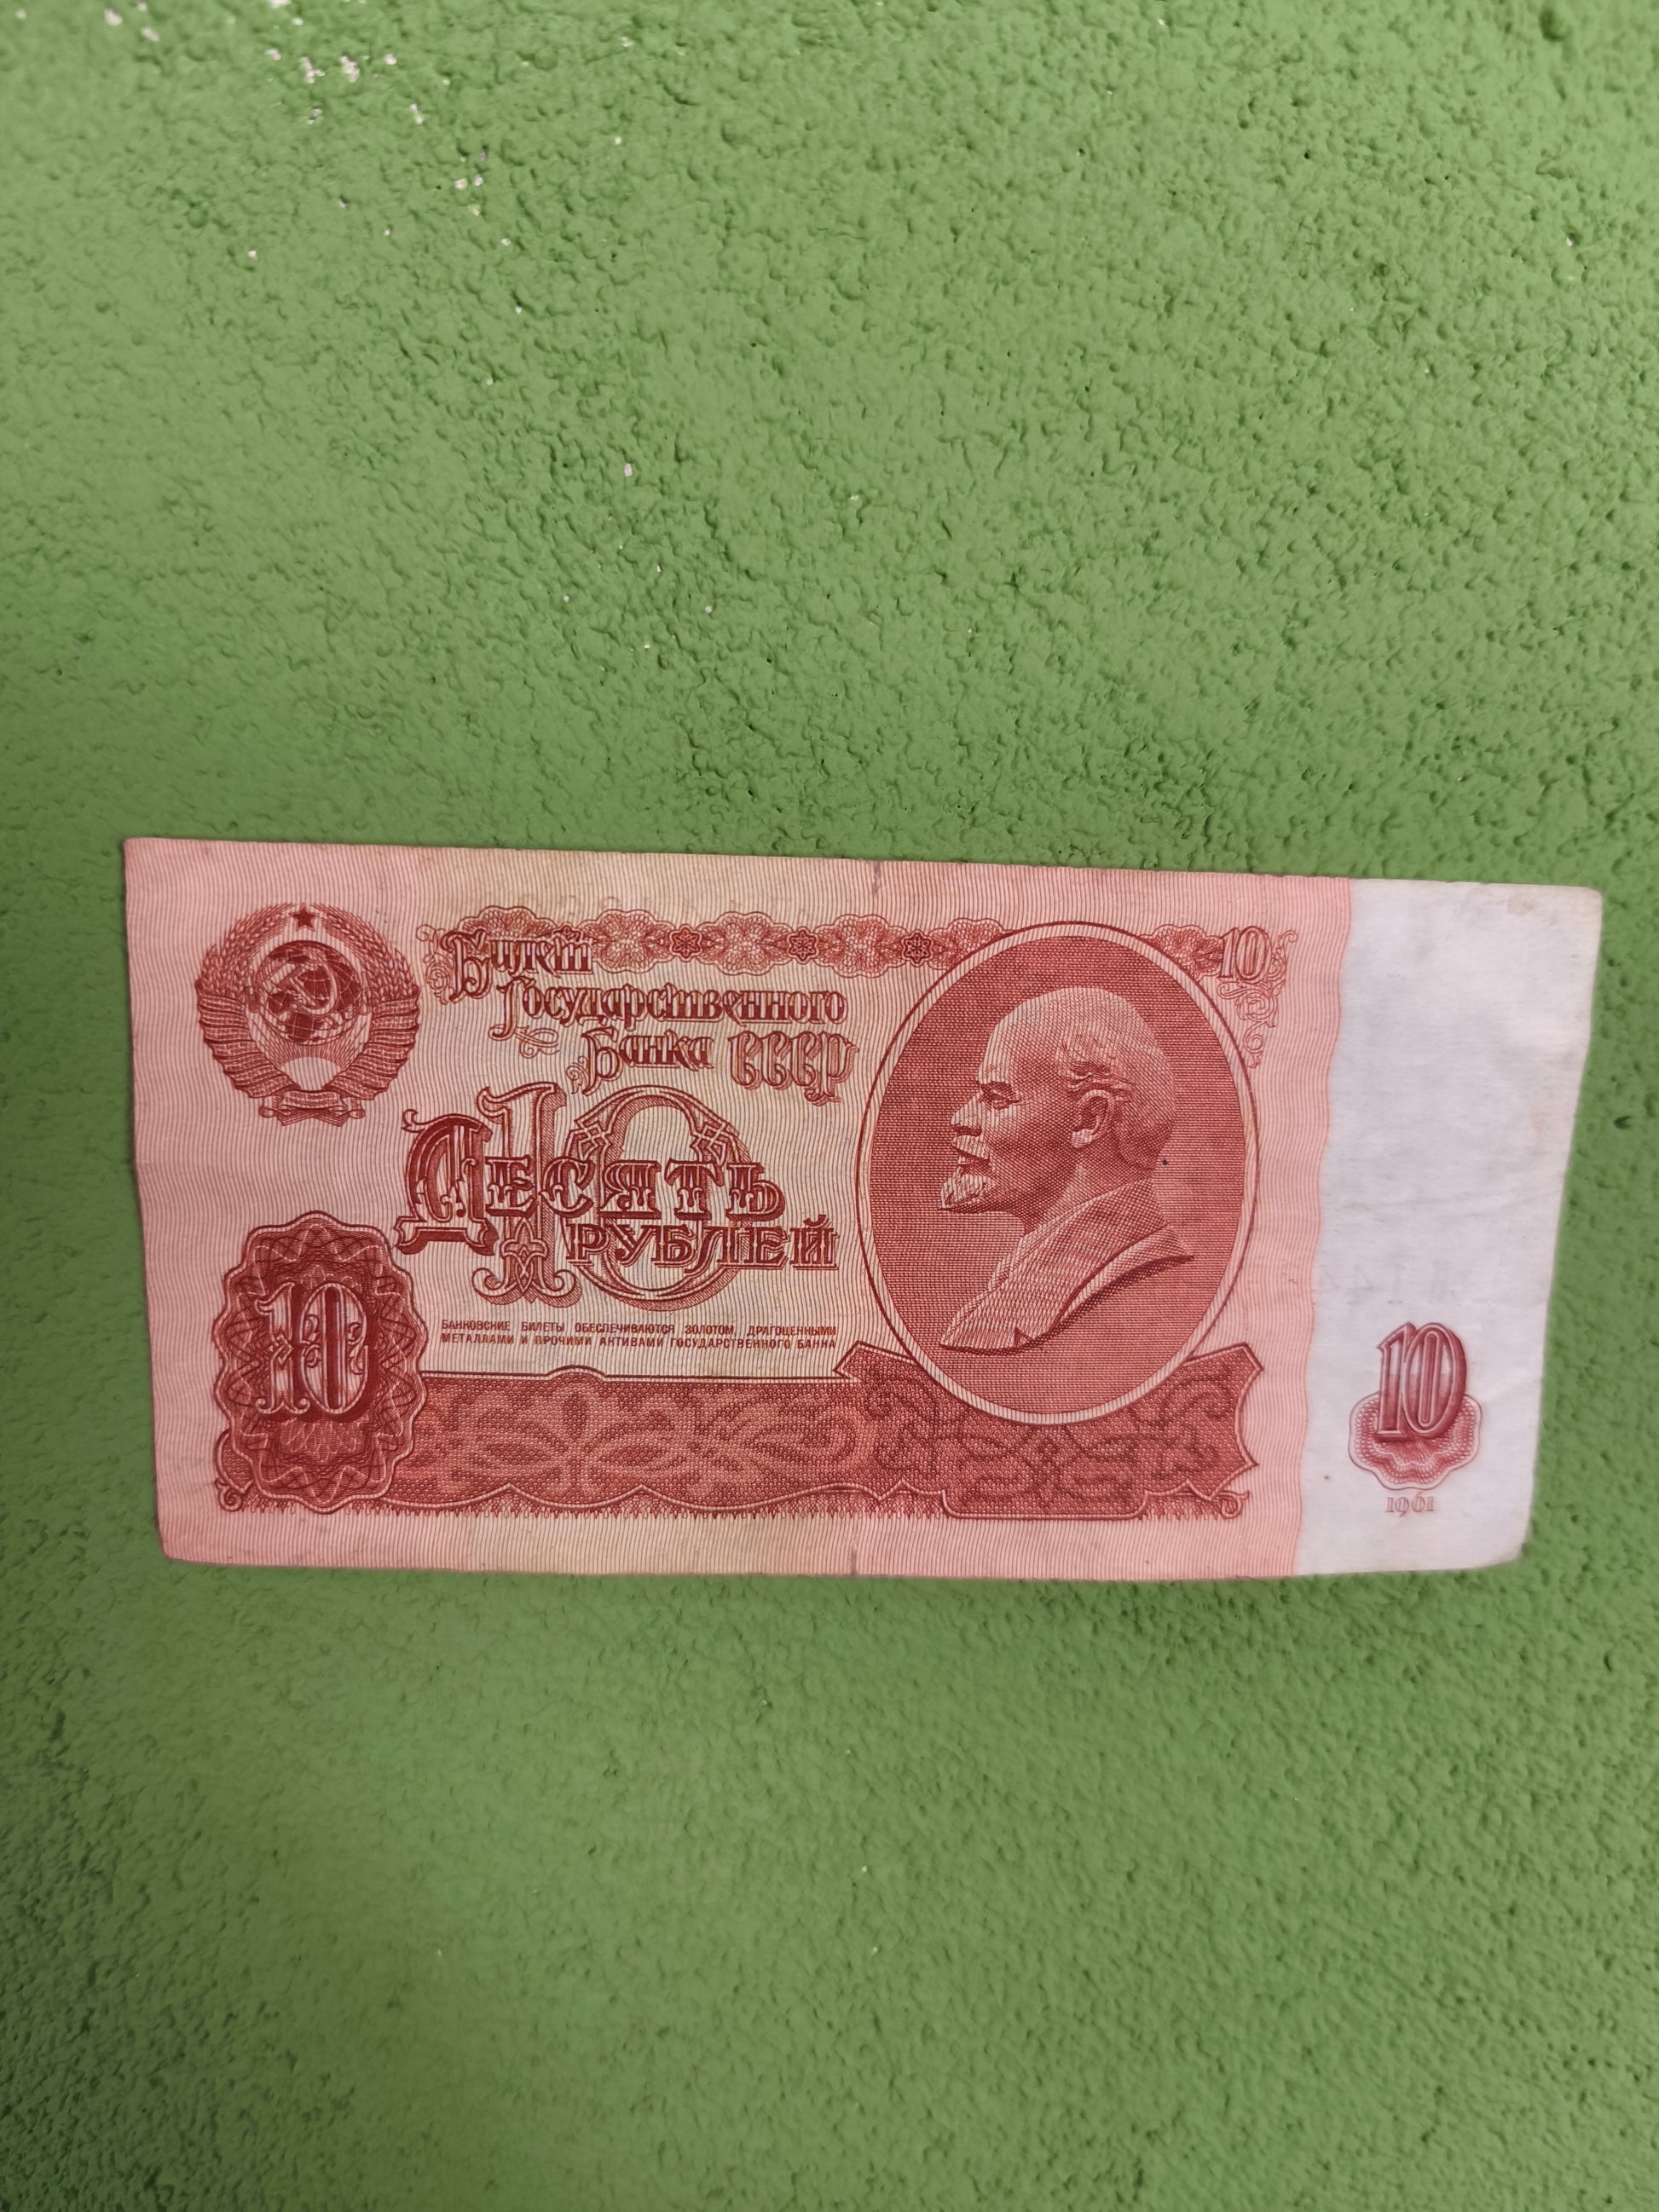 Билет
Государственного
Банка СССР
10
10
Десять
рублей
БАНКОВСКИЕ БИЛЕТЫ ОБЕСПЕЧИВАЮТСЯ ЗОЛОТОМ, ДРАГОЦЕННЫМИ
МЕТАЛЛАМИ И ПРОЧИМИ АКТИВАМИ ГОСУДАРСТВЕННОГО БАНКА
10
10
1961